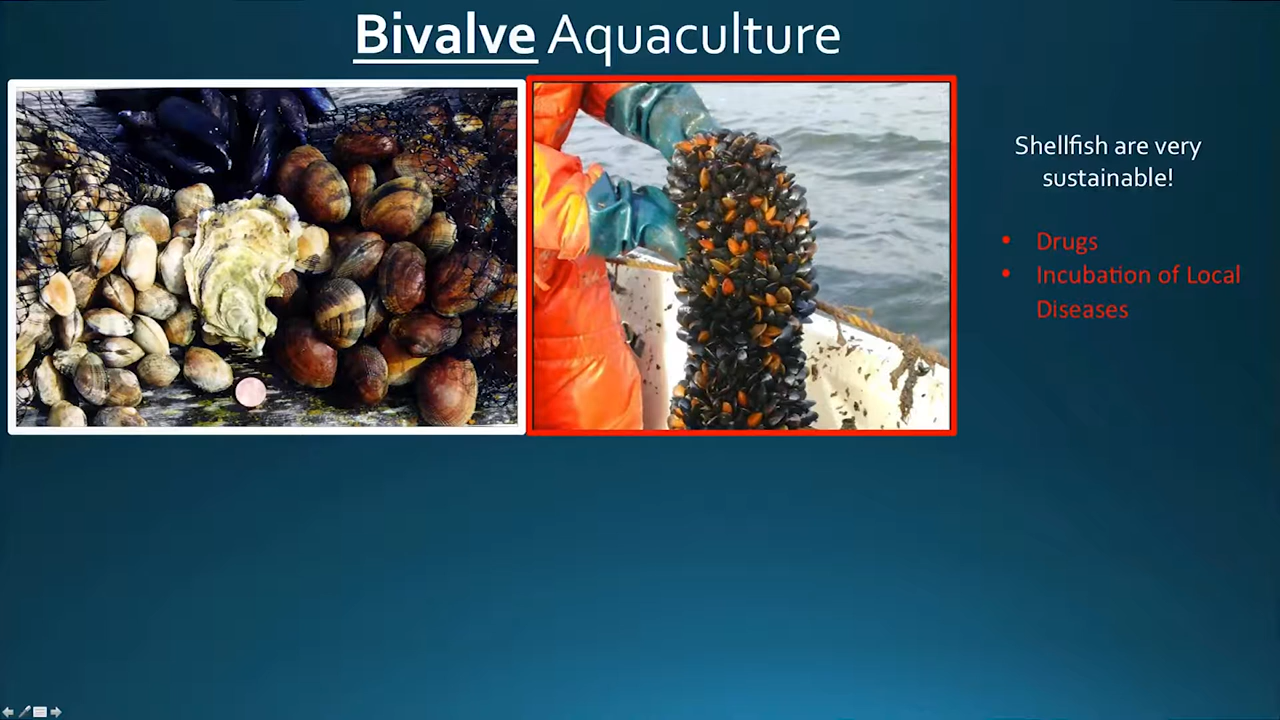 Bivalve Aquaculture
Shellfish are very
sustainable!
• Drugs
• Incubation of Local
Diseases